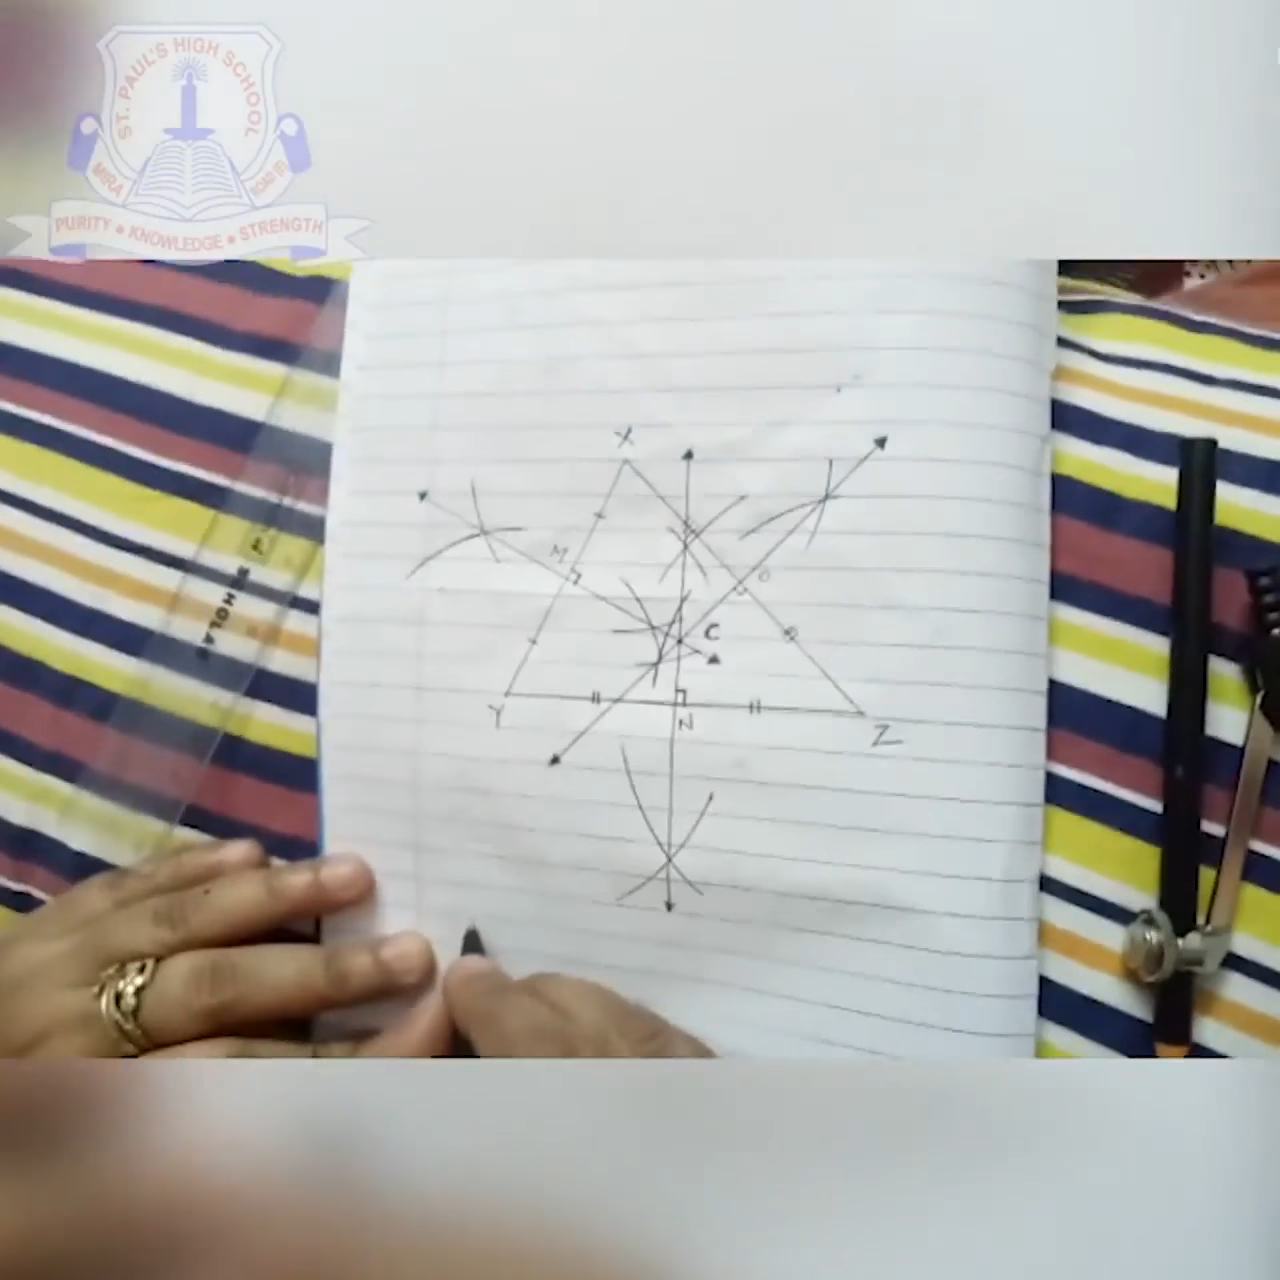 ST. PAUL'S HIGH SCHOOL
MIRA
ROAD (E)
PURITY • KNOWLEDGE • STRENGTH
X
M
O
C
Y
N
Z